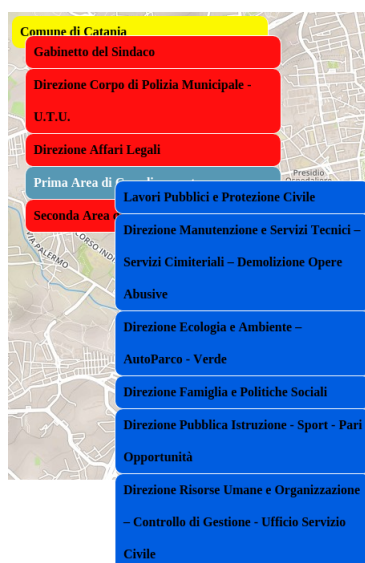 Comune di Catania
Gabinetto del Sindaco
Direzione Corpo di Polizia Municipale -
U.T.U.
Direzione Affari Legali
Prima Area di
Seconda Area
Lavori Pubblici e Protezione Civile
Direzione Manutenzione e Servizi Tecnici –
Servizi Cimiteriali – Demolizione Opere
Abusive
Direzione Ecologia e Ambiente –
AutoParco - Verde
Direzione Famiglia e Politiche Sociali
Direzione Pubblica Istruzione - Sport - Pari
Opportunità
Direzione Risorse Umane e Organizzazione
– Controllo di Gestione - Ufficio Servizio
Civile
Presidio
VIA PALERMO
CORSO INDI